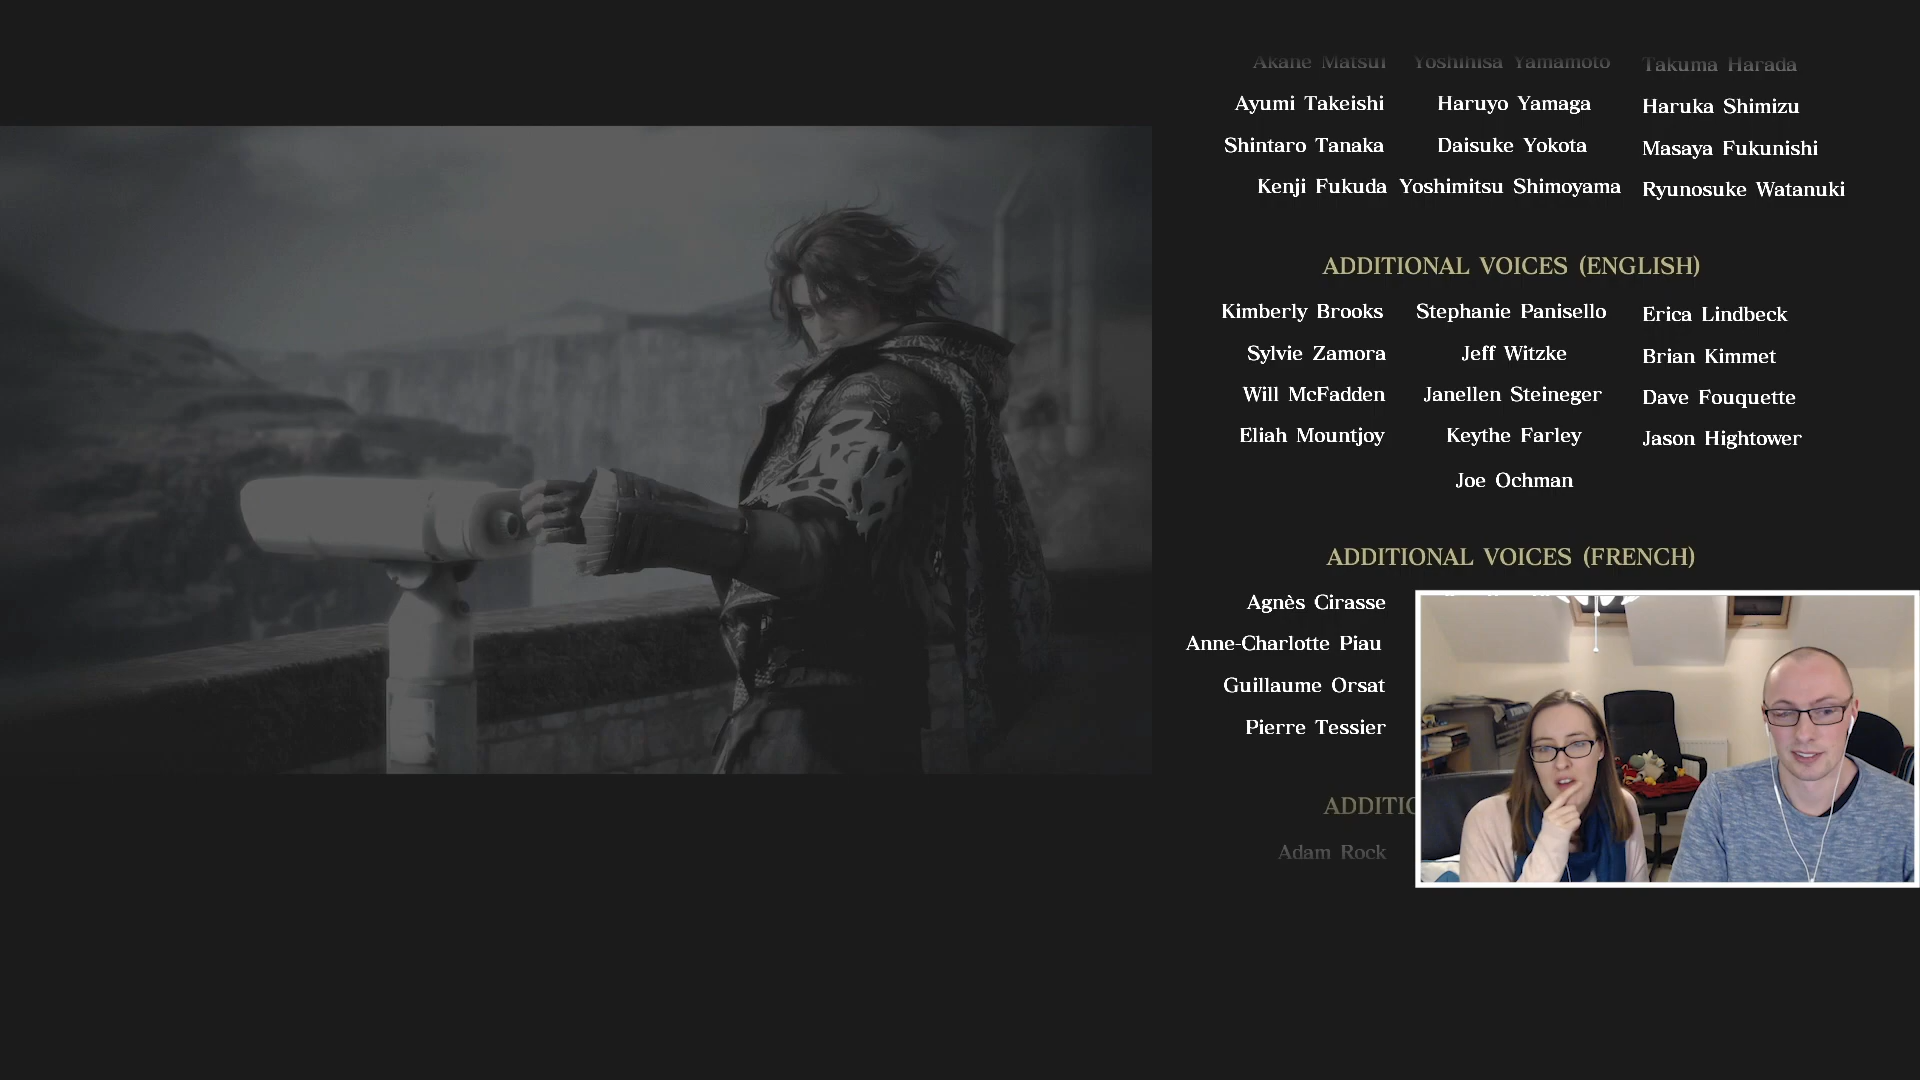 Akane Matsui Yoshihisa Yamamoto Takuma Harada
Ayumi Takeishi Haruyo Yamaga Haruka Shimizu
Shintaro Tanaka Daisuke Yokota Masaya Fukunishi
Kenji Fukuda Yoshimitsu Shimoyama Ryunosuke Watanuki
ADDITIONAL VOICES (ENGLISH)
Kimberly Brooks Stephanie Panisello Erica Lindbeck
Sylvie Zamora Jeff Witzke Brian Kimmet
Will McFadden Janellen Steineger Dave Fouquette
Eliah Mountjoy Keythe Farley Jason Hightower
Joe Ochman
ADDITIONAL VOICES (FRENCH)
Agnès Cirasse
Anne-Charlotte Piau
Guillaume Orsat
Pierre Tessier
ADDITIO
Adam Rock